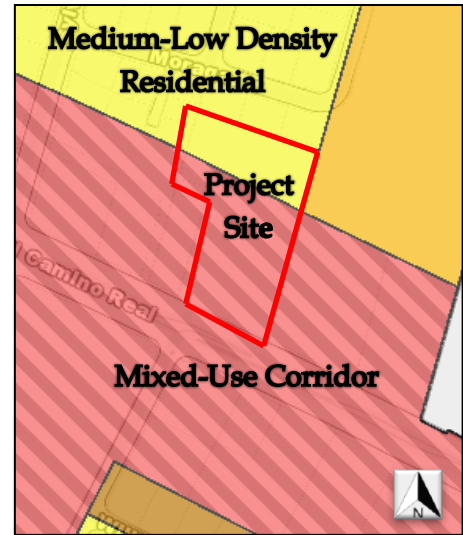 Medium-Low Density
Residential
Project
Site
Camino Real
Mixed-Use Corridor
N